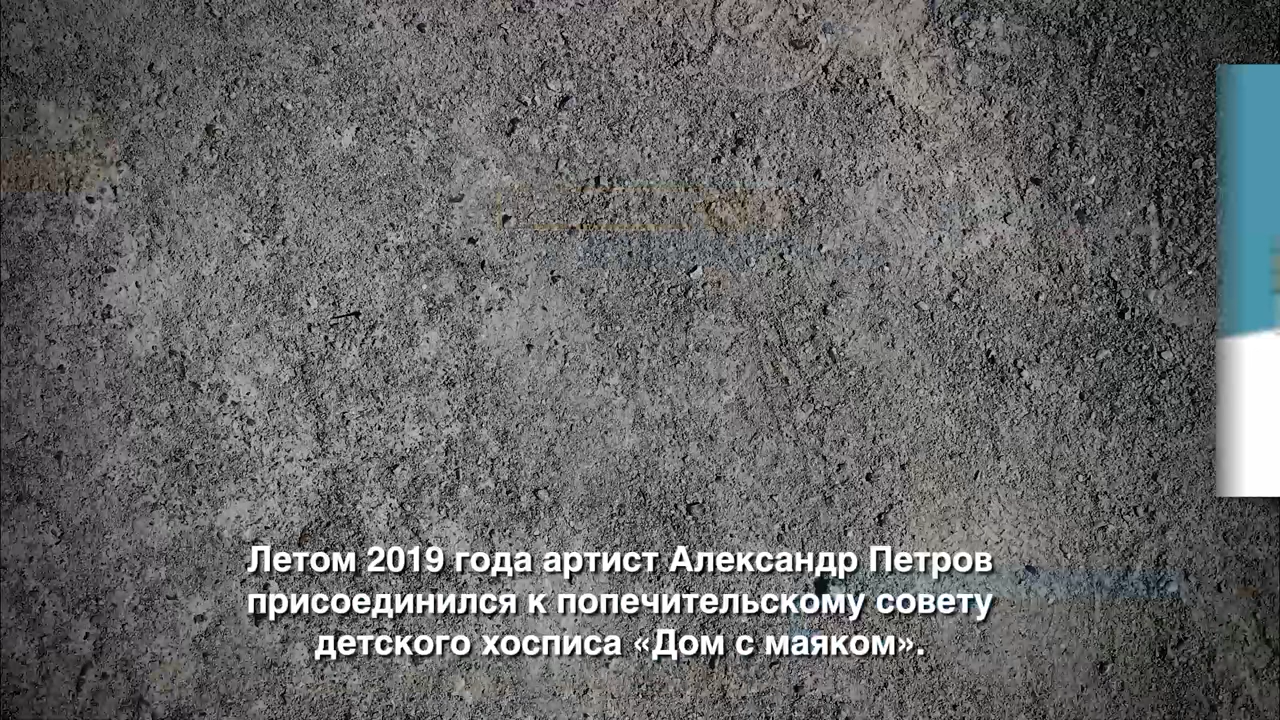 Летом 2019 года артист Александр Петров
присоединился к попечительскому совету
детского хосписа «Дом с маяком».